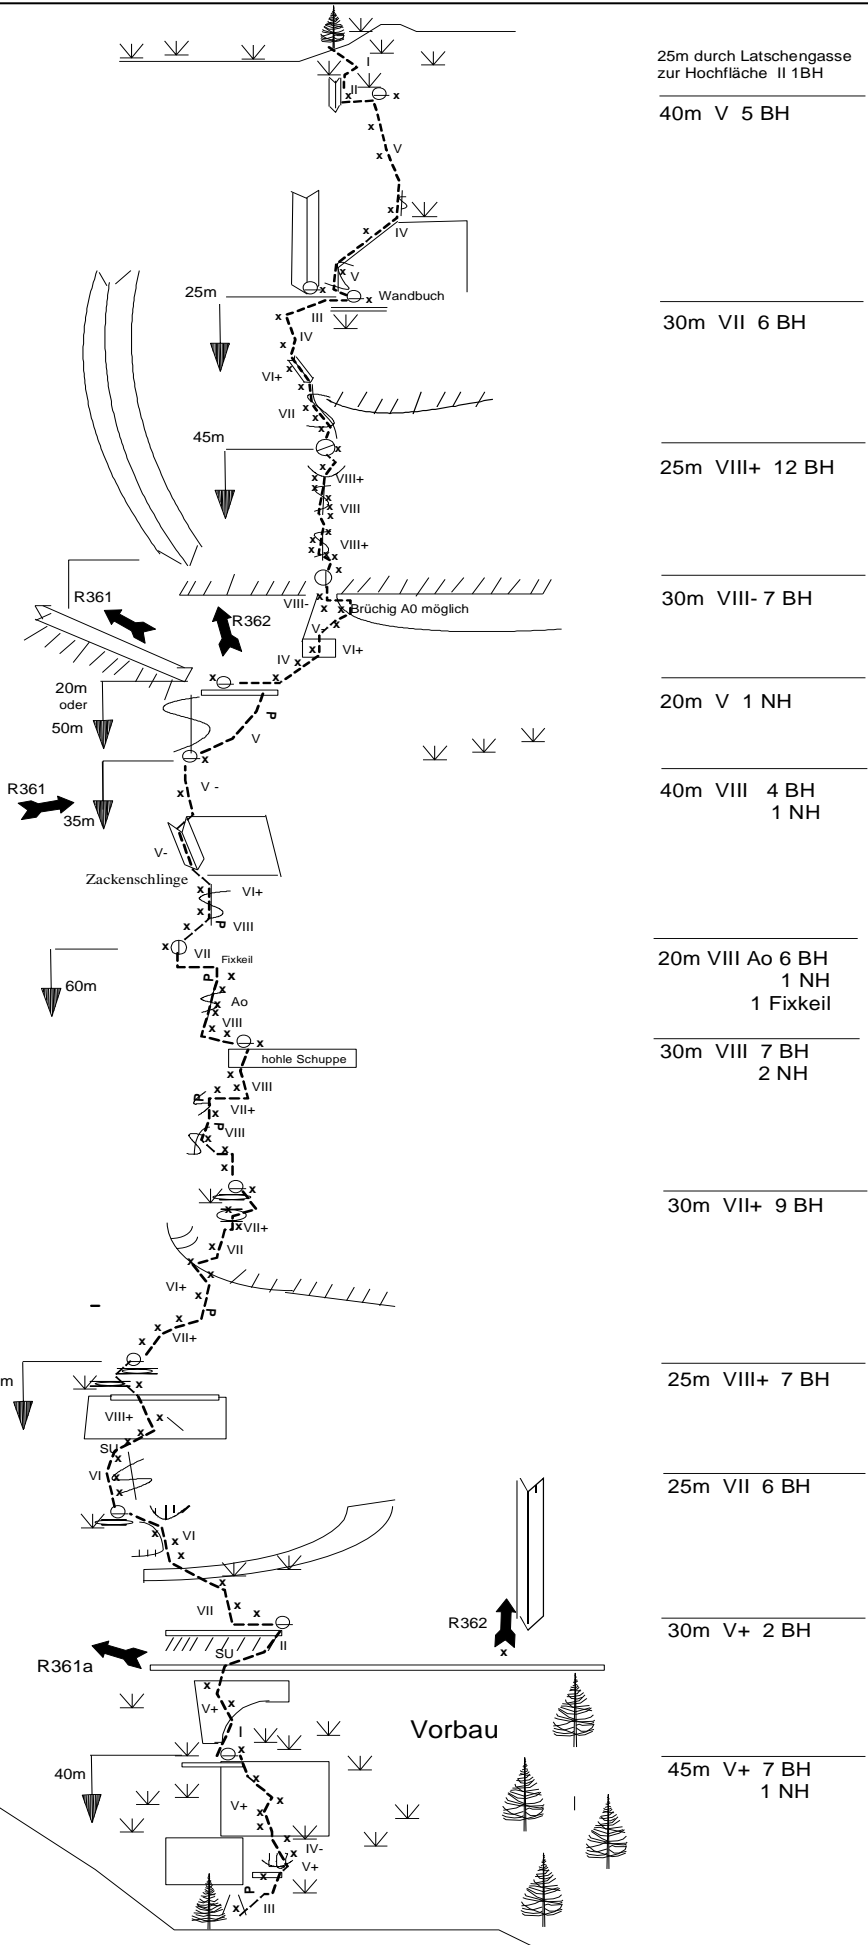 25m durch Latschengasse
zur Hochfläche II 1BH
I
II
40m V 5 BH
V
IV
V
25m
Wandbuch
III
30m VII 6 BH
IV
VI+
VII
45m
25m VIII+ 12 BH
VIII+
VIII
VIII+
R361
R362
VIII-
Brüchig A0 möglich
30m VIII- 7 BH
V-
VI+
IV
20m
oder
50m
P
V
20m V 1 NH
R361
35m
V -
40m VIII 4 BH
1 NH
V-
Zackenschlinge
VI+
P
VIII
VII
Fixkeil
60m
P
Ao
VIII
20m VIII Ao 6 BH
1 NH
1 Fixkeil
hohle Schuppe
30m VIII 7 BH
2 NH
VIII
P
VII+
P
VIII
30m VII+ 9 BH
VII+
VII
VI+
P
VII+
m
25m VIII+ 7 BH
VIII+
SU
VI
25m VII 6 BH
VI
VII
R362
30m V+ 2 BH
II
SU
R361a
V+
Vorbau
I
40m
45m V+ 7 BH
1 NH
V+
IV-
V+
P
III